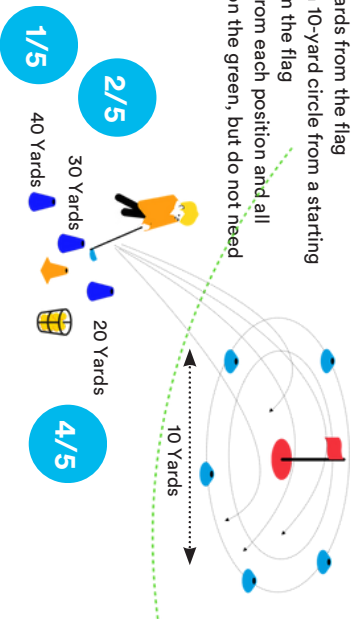 ards from the flag
10-yard circle from a starting
the flag
rom each position and all
on the green, but do not need
1/5
2/5
40 Yards
30 Yards
20 Yards
4/5
10 Yards